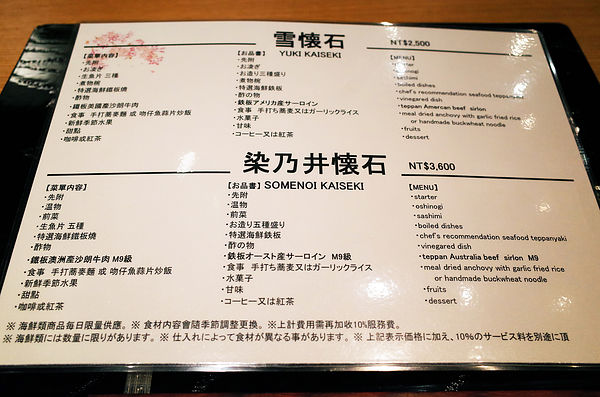 雪懐石 NT$2,500
YUKI KAISEKI
【菜單内容】
・先附
・お凌ぎ
・生魚片 三種
・煮物椀
・特選海鮮鐵板燒
・酢物
・鐵板美國產沙朗牛肉
・食事 手打蕎麥麵 或 吻仔魚蒜片炒飯
・新鮮季節水果
・甜點
・咖啡或紅茶
【お品書】
・先附
・お凌ぎ
・お造り三種盛り
・煮物椀
・特選海鮮鉄板
・酢の物
・鉄板アメリカ産サーロイン
・食事 手打ち蕎麦又はガーリックライス
・水菓子
・甘味
・コーヒー又は紅茶
【MENU】
・starter
・oshinogi
・sashimi
・boiled dishes
・chef's recommendation seafood teppanyaki
・vinegared dish
・teppan American beef sirlon
・meal dried anchovy with garlic fried rice
or handmade buckwheat noodle
・fruits
・dessert
染乃井懐石 NT$3,600
SOMENOI KAISEKI
【菜單内容】
・先附
・温物
・前菜
・生魚片 五種
・特選海鮮鐵板燒
・酢物
・鐵板澳洲產沙朗牛肉 M9級
・食事 手打蕎麥麵 或 吻仔魚蒜片炒飯
・新鮮季節水果
・甜點
・咖啡或紅茶
【お品書】
・先附
・温物
・前菜
・お造り五種盛り
・特選海鮮鉄板
・酢の物
・鉄板オースト産サーロイン M9級
・食事 手打ち蕎麦又はガーリックライス
・水菓子
・甘味
・コーヒー又は紅茶
【MENU】
・starter
・oshinogi
・sashimi
・boiled dishes
・chef's recommendation seafood teppanyaki
・vinegared dish
・teppan Australia beef sirlon M9
・meal dried anchovy with garlic fried rice
or handmade buckwheat noodle
・fruits
・dessert
※ 海鮮類商品每日限量供應。※ 食材内容會隨季節調整更換。※上計費用需再加收10%服務費。
※ 海鮮類には数量に限りがあります。※ 仕入れによって食材が異なる事があります。※ 上記表示価格に加え、10%のサービス料を別途に頂